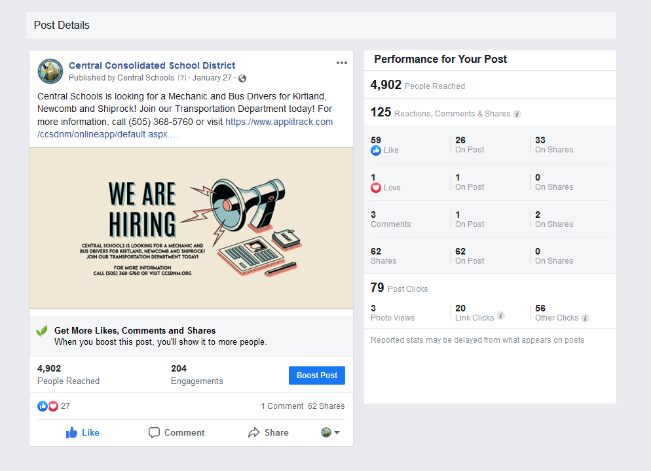 Post Details
Central Consolidated School District
Published by Central Schools [?] · January 27 ·
Central Schools is looking for a Mechanic and Bus Drivers for Kirtland,
Newcomb and Shiprock! Join our Transportation Department today! For
more information, call (505) 368-5760 or visit https://www.applitrack.com
/ccsdnm/onlineapp/default.aspx....
WE ARE
HIRING
CENTRAL SCHOOLS IS LOOKING FOR A MECHANIC AND
BUS DRIVERS FOR KIRTLAND, NEWCOMB AND SHIPROCK!
JOIN OUR TRANSPORTATION DEPARTMENT TODAY!
FOR MORE INFORMATION
CALL (505) 368-5760 OR VISIT CCSDNM.ORG
Get More Likes, Comments and Shares
When you boost this post, you'll show it to more people.
4,902
People Reached
204
Engagements
Boost Post
27
1 Comment 62 Shares
Like
Comment
Share
Performance for Your Post
4,902 People Reached
125 Reactions, Comments & Shares
59
Like
26
On Post
33
On Shares
1
Love
1
On Post
0
On Shares
3
Comments
1
On Post
2
On Shares
62
Shares
62
On Post
0
On Shares
79 Post Clicks
3
Photo Views
20
Link Clicks
56
Other Clicks
Reported stats may be delayed from what appears on posts